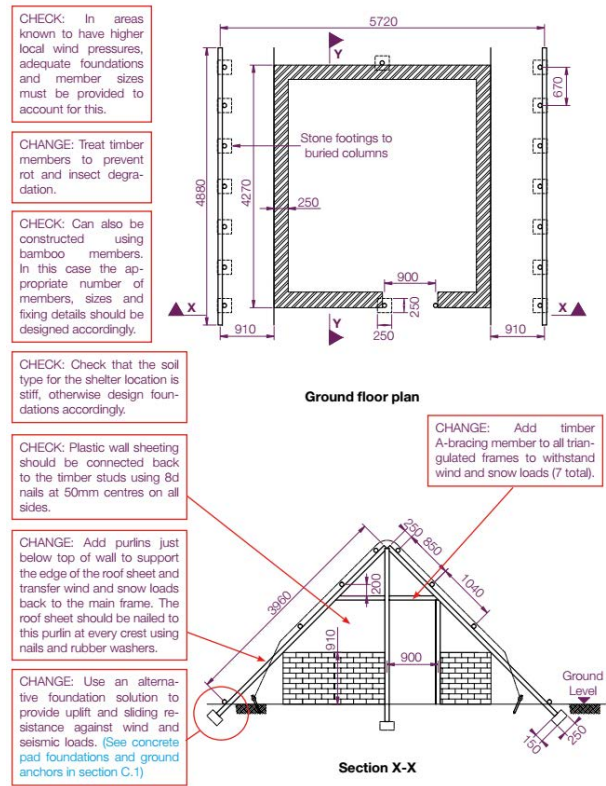 CHECK: In areas
known to have higher
local wind pressures,
adequate foundations
and member sizes
must be provided to
account for this.
CHANGE: Treat timber
members to prevent
rot and insect degra-
dation.
CHECK: Can also be
constructed using
bamboo members.
In this case the ap-
propriate number of
members, sizes and
fixing details should be
designed accordingly.
CHECK: Check that the soil
type for the shelter location is
stiff, otherwise design foun-
dations accordingly.
CHECK: Plastic wall sheeting
should be connected back
to the timber studs using 8d
nails at 50mm centres on all
sides.
CHANGE: Add purlins just
below top of wall to support
the edge of the roof sheet and
transfer wind and snow loads
back to the main frame. The
roof sheet should be nailed to
this purlin at every crest using
nails and rubber washers.
CHANGE: Use an alterna-
tive foundation solution to
provide uplift and sliding re-
sistance against wind and
seismic loads. (See concrete
pad foundations and ground
anchors in section C.1)
5720
Y
670
Stone footings to
buried columns
4880
4270
250
900
250
X
X
Y
250
910
910
Ground floor plan
CHANGE: Add timber
A-bracing member to all trian-
gulated frames to withstand
wind and snow loads (7 total).
250
850
1040
200
3960
910
900
Ground
Level
150
250
Section X-X